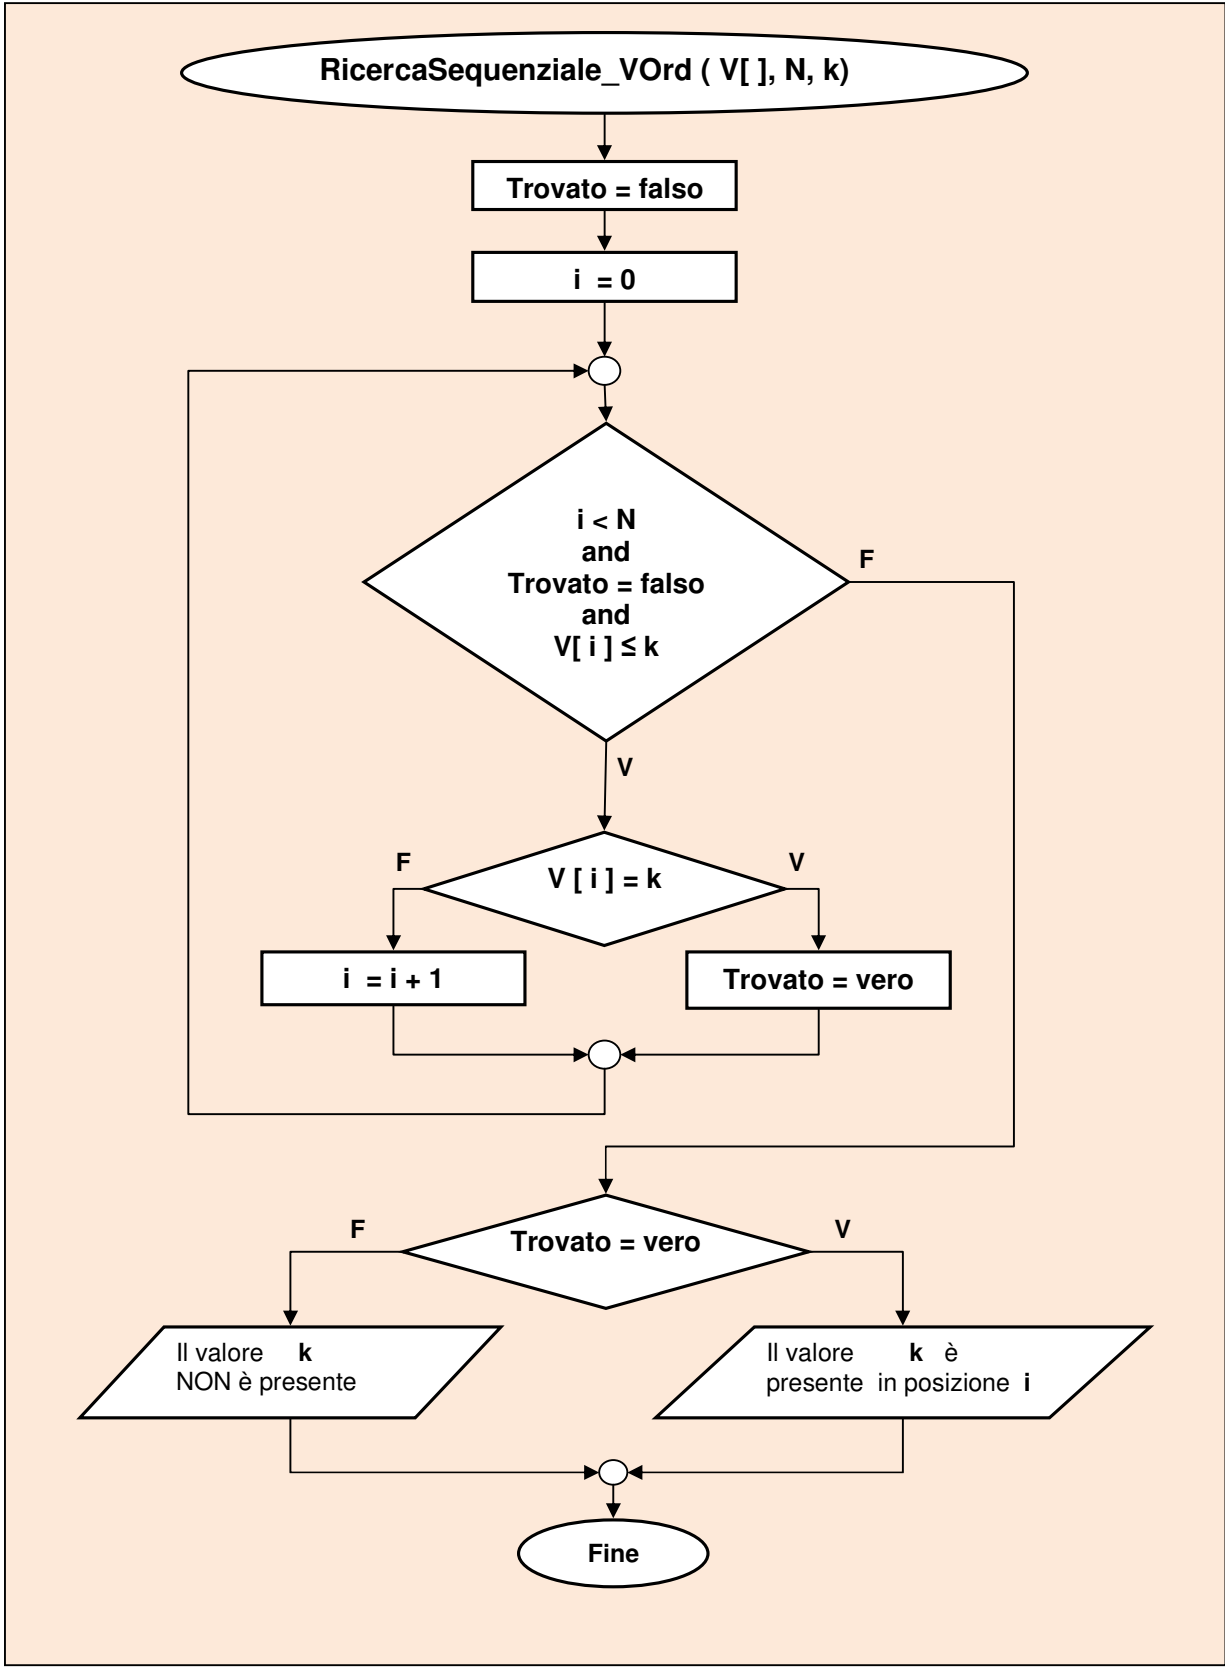 RicercaSequenziale_VOrd ( V[ ], N, k)
Trovato = falso
i = 0
i < N
and
Trovato = falso
and
V[ i ] ≤ k
F
V
V [ i ] = k
F
V
i = i + 1
Trovato = vero
Trovato = vero
F
V
Il valore k
NON è presente
Il valore k è
presente in posizione i
Fine